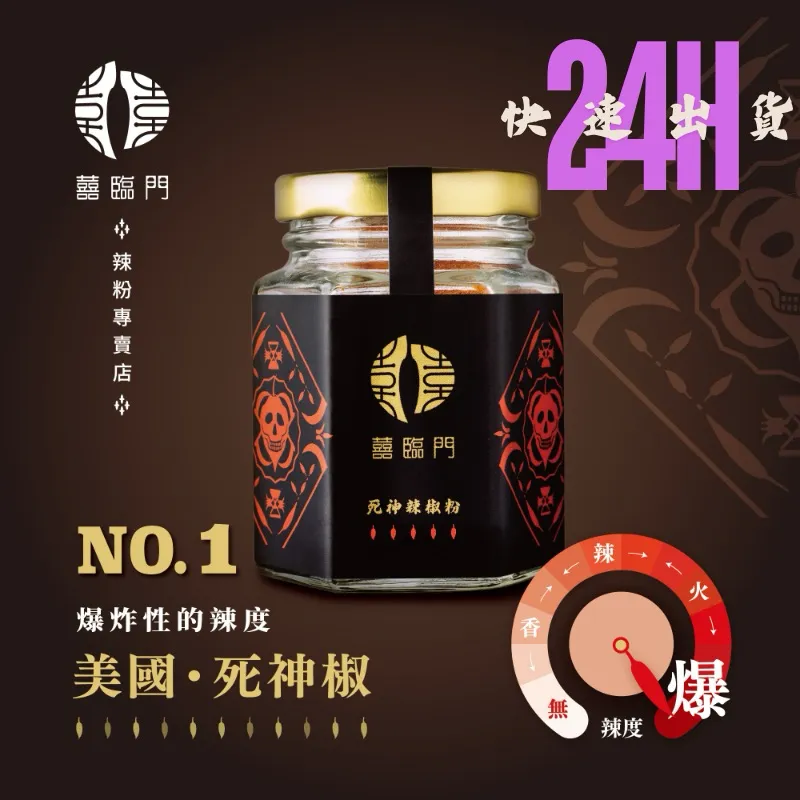 24H
快速出貨
囍臨門
辣粉專賣店
囍臨門
死神辣椒粉
NO.1
爆炸性的辣度
美國·死神椒
無
香
辣
火
爆
辣度